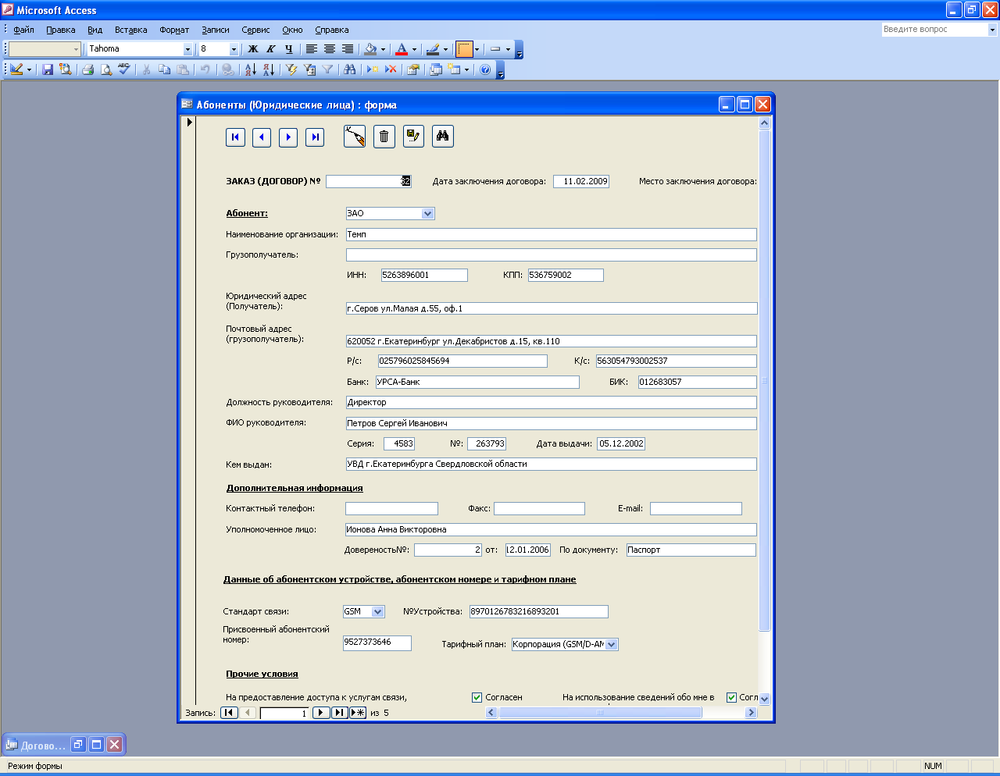 Microsoft Access
Файл Правка Вид Вставка Формат Записи Сервис Окно Справка Введите вопрос
Tahoma 8 Ж К Ч
Абоненты (Юридические лица) : форма
ЗАКАЗ (ДОГОВОР) № 32 Дата заключения договора: 11.02.2009 Место заключения договора:
Абонент: ЗАО
Наименование организации: Темп
Грузополучатель:
ИНН: 5263896001 КПП: 536759002
Юридический адрес
(Получатель): г.Серов ул.Малая д.55, оф.1
Почтовый адрес
(грузополучатель): 620052 г.Екатеринбург ул.Декабристов д.15, кв.110
Р/с: 025796025845694 К/с: 563054793002537
Банк: УРСА-Банк БИК: 012683057
Должность руководителя: Директор
ФИО руководителя: Петров Сергей Иванович
Серия: 4583 №: 263793 Дата выдачи: 05.12.2002
Кем выдан: УВД г.Екатеринбурга Свердловской области
Дополнительная информация
Контактный телефон: Факс: E-mail:
Уполномоченное лицо: Ионова Анна Викторовна
Довереность№: 2 от: 12.01.2006 По документу: Паспорт
Данные об абонентском устройстве, абонентском номере и тарифном плане
Стандарт связи: GSM №Устройства: 8970126783216893201
Присвоенный абонентский
номер: 9527373646 Тарифный план: Корпорация (GSM/D-AM
Прочие условия
На предоставление доступа к услугам связи, Согласен На использование сведений обо мне в Согл
Запись: 1 из 5
Догово...
Режим формы NUM